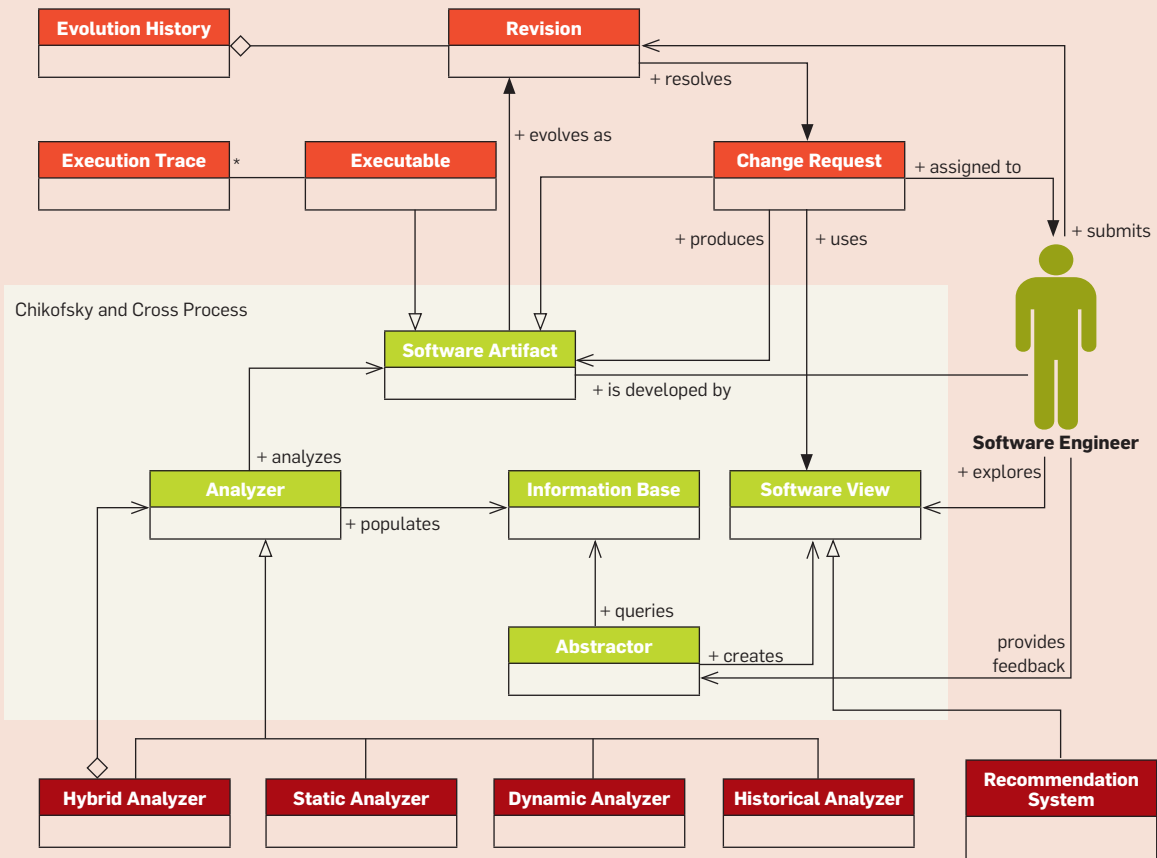 Evolution History
Revision
+ resolves
+ evolves as
Execution Trace
*
Executable
Change Request
+ assigned to
+ produces
+ uses
+ submits
Chikofsky and Cross Process
Software Artifact
+ is developed by
Software Engineer
+ analyzes
+ explores
Analyzer
Information Base
Software View
+ populates
+ queries
Abstractor
+ creates
provides
feedback
Hybrid Analyzer
Static Analyzer
Dynamic Analyzer
Historical Analyzer
Recommendation
System